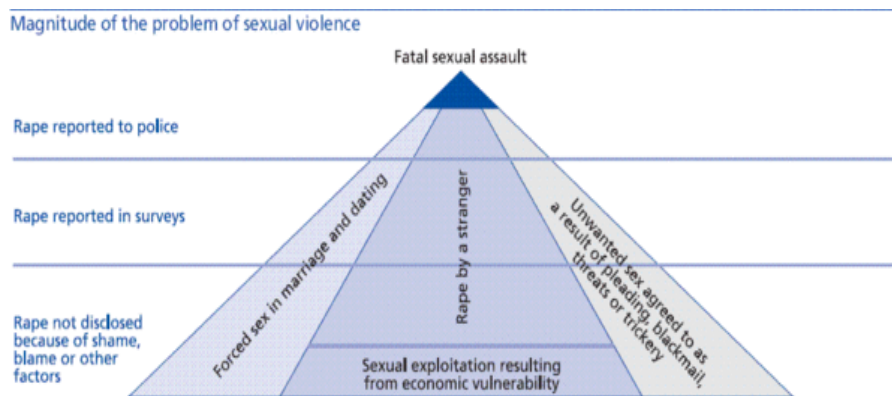 Magnitude of the problem of sexual violence
Fatal sexual assault
Rape reported to police
Rape reported in surveys
Rape not disclosed
because of shame,
blame or other
factors
Forced sex in marriage and dating
Rape by a stranger
Unwanted sex agreed to as
a result of pleading, blackmail,
threats or trickery
Sexual exploitation resulting
from economic vulnerability